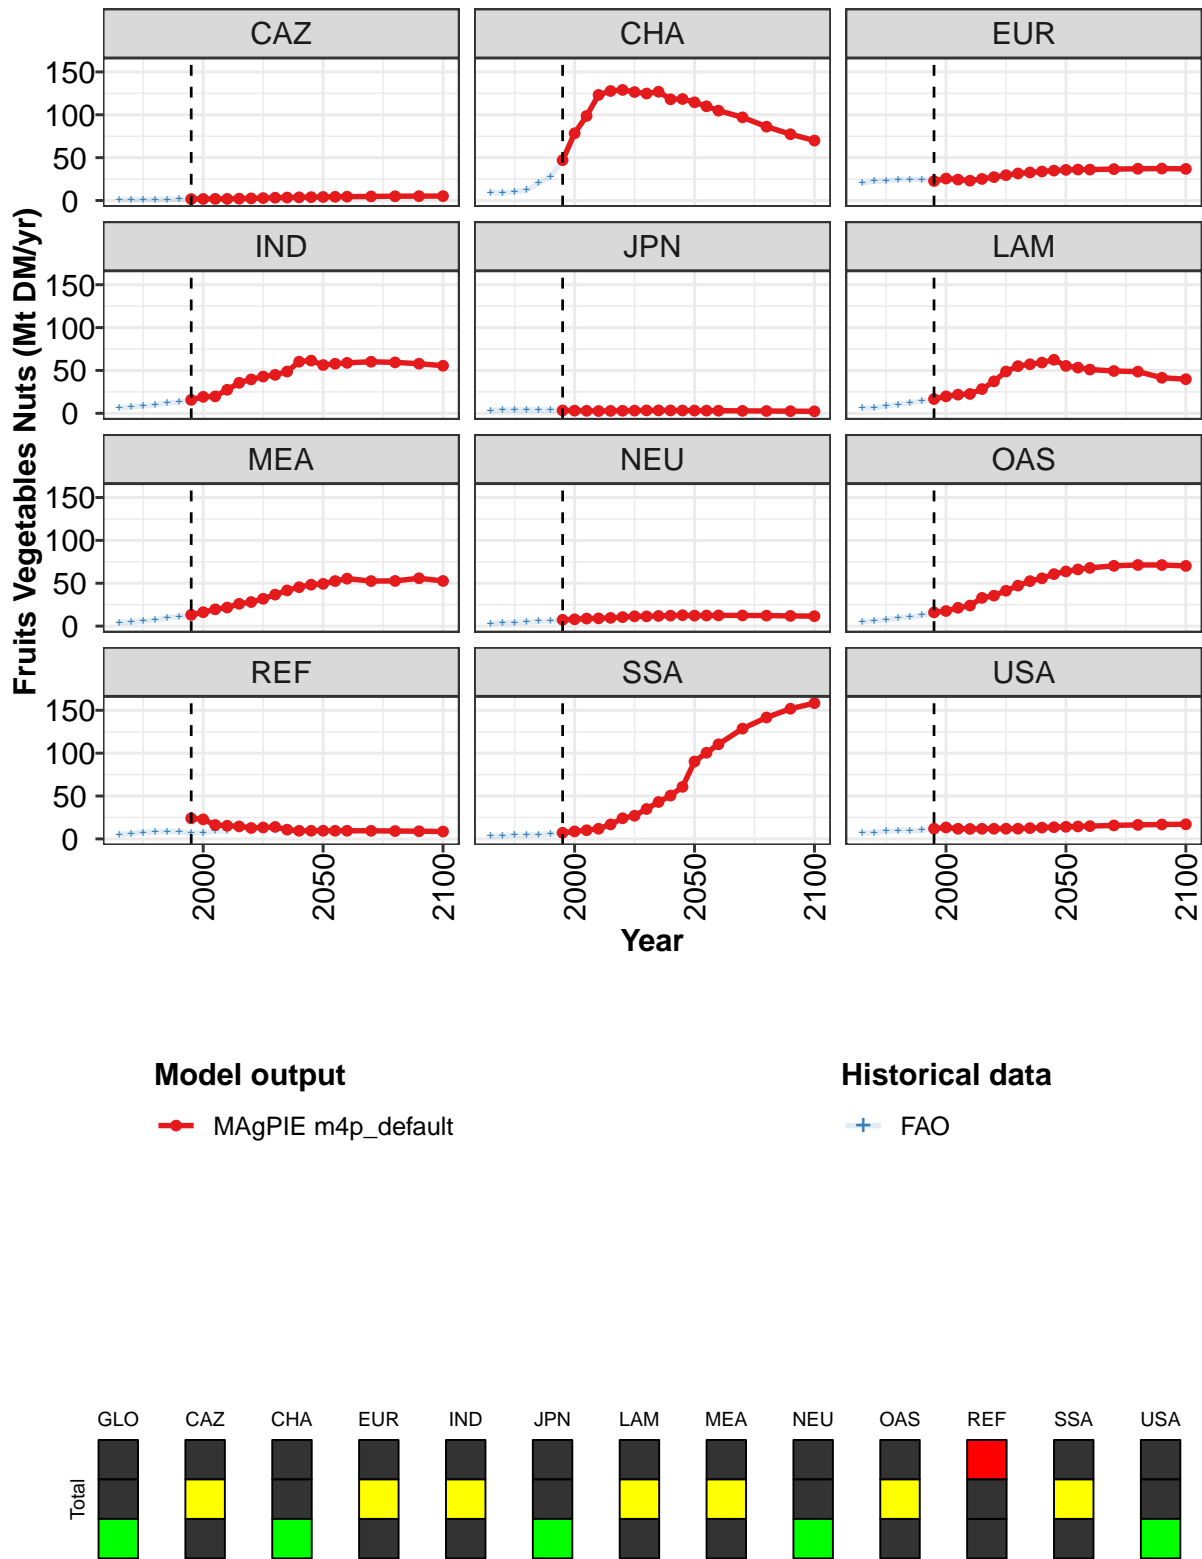 CAZ CHA EUR
150
100
50
0
IND JPN LAM
150
100
50
0
MEA NEU OAS
150
100
50
0
REF SSA USA
150
100
50
0
Fruits Vegetables Nuts (Mt DM/yr)
2000 2050 2100 2000 2050 2100 2000 2050 2100
Year
Model output Historical data
MAgPIE m4p_default FAO
GLO CAZ CHA EUR IND JPN LAM MEA NEU OAS REF SSA USA
Total